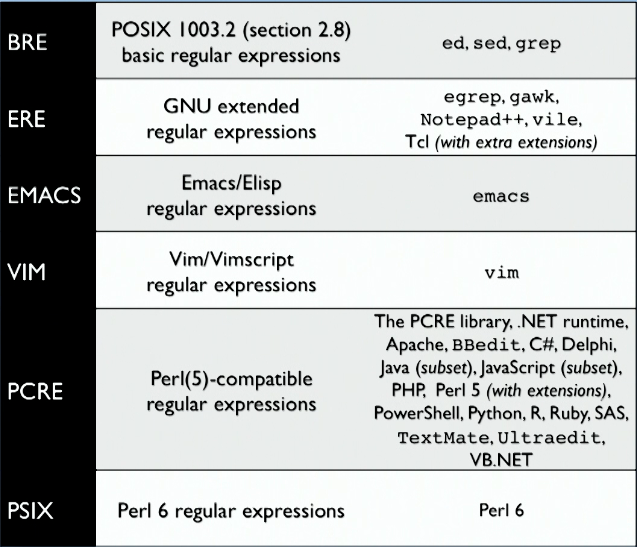 BRE
POSIX 1003.2 (section 2.8)
basic regular expressions
ed, sed, grep
ERE
GNU extended
regular expressions
egrep, gawk,
Notepad++, vile,
Tcl (with extra extensions)
EMACS
Emacs/Elisp
regular expressions
emacs
VIM
Vim/Vimscript
regular expressions
vim
PCRE
Perl(5)-compatible
regular expressions
The PCRE library, .NET runtime,
Apache, BBedit, C#, Delphi,
Java (subset), JavaScript (subset),
PHP, Perl 5 (with extensions),
PowerShell, Python, R, Ruby, SAS,
TextMate, Ultraedit,
VB.NET
PSIX
Perl 6 regular expressions
Perl 6